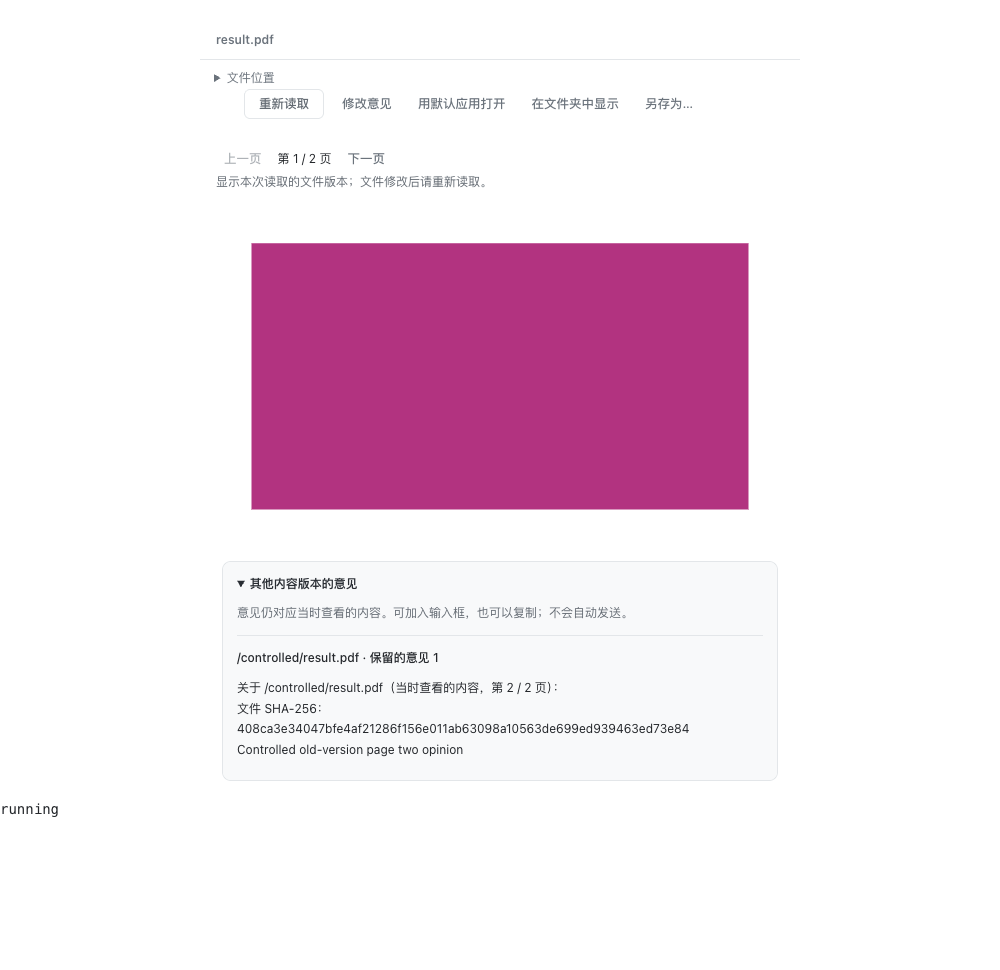 result.pdf
文件位置
重新读取 修改意见 用默认应用打开 在文件夹中显示 另存为…
上一页 第 1 / 2 页 下一页
显示本次读取的文件版本；文件修改后请重新读取。
其他内容版本的意见
意见仍对应当时查看的内容。可加入输入框，也可以复制；不会自动发送。
/controlled/result.pdf · 保留的意见 1
关于 /controlled/result.pdf（当时查看的内容，第 2 / 2 页）：
文件 SHA-256：
408ca3e34047bfe4af21286f156e011ab63098a10563de699ed939463ed73e84
Controlled old-version page two opinion
running